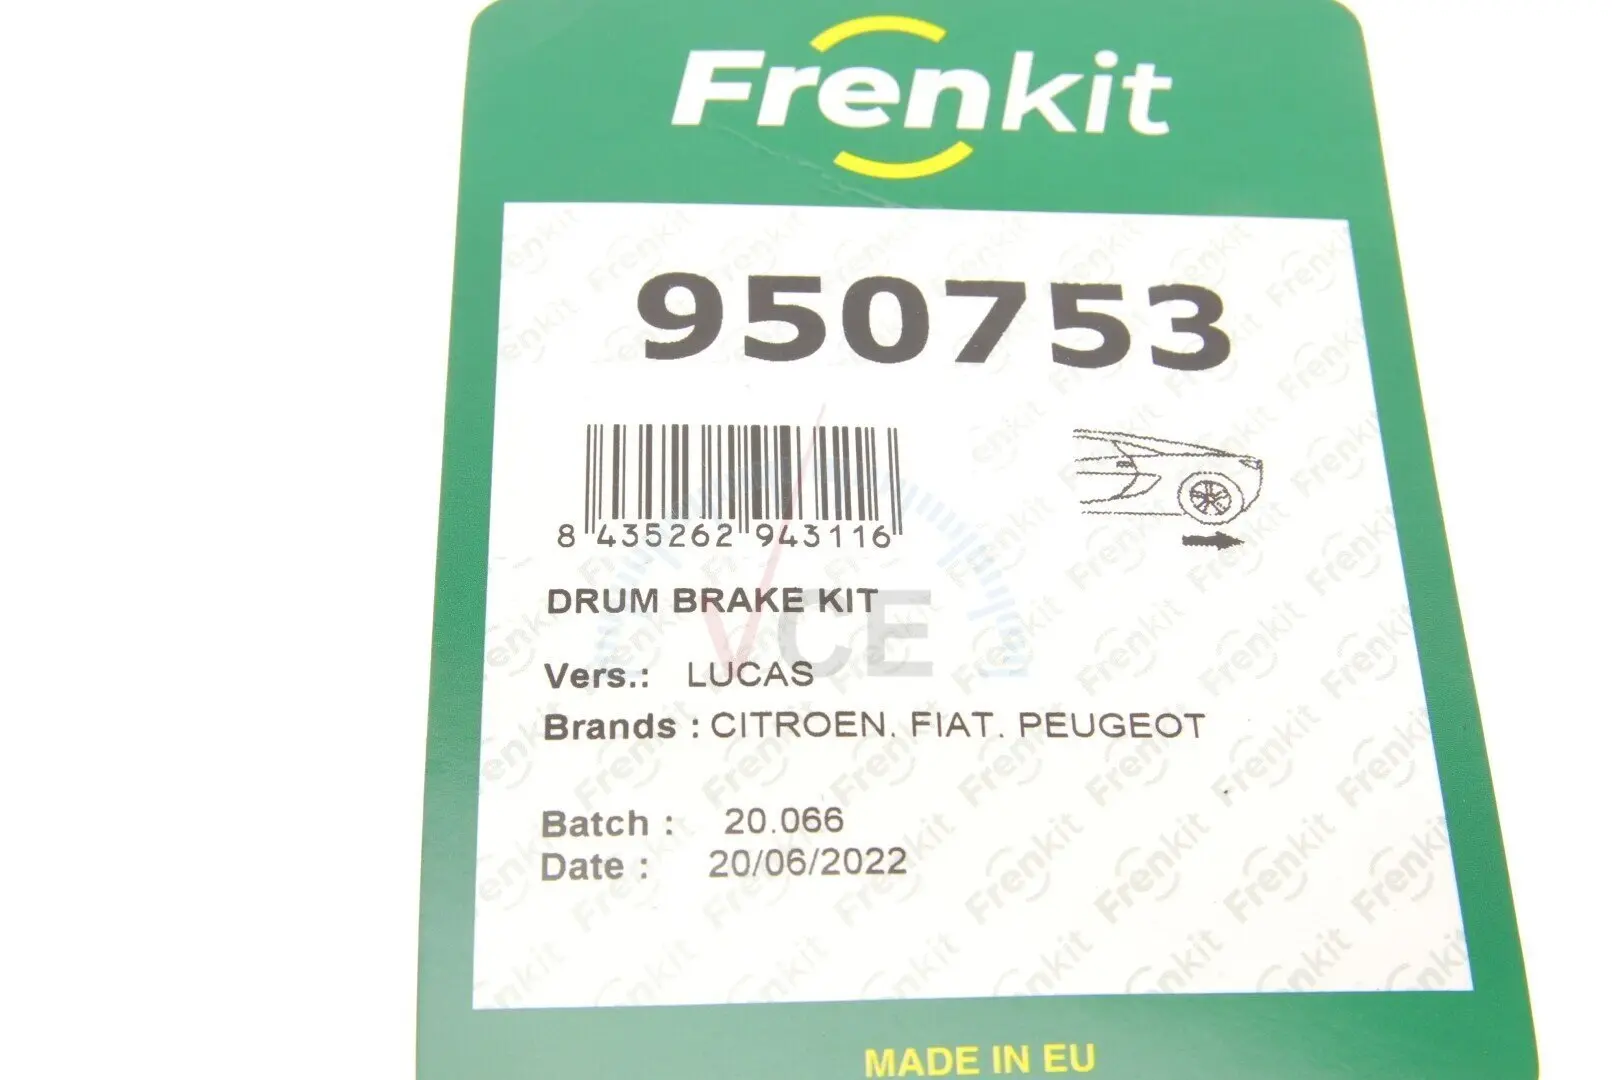 Frenkit
950753
8 435262 943116
DRUM BRAKE KIT
VCE
Vers.: LUCAS
Brands : CITROEN. FIAT. PEUGEOT
Batch : 20.066
Date : 20/06/2022
MADE IN EU